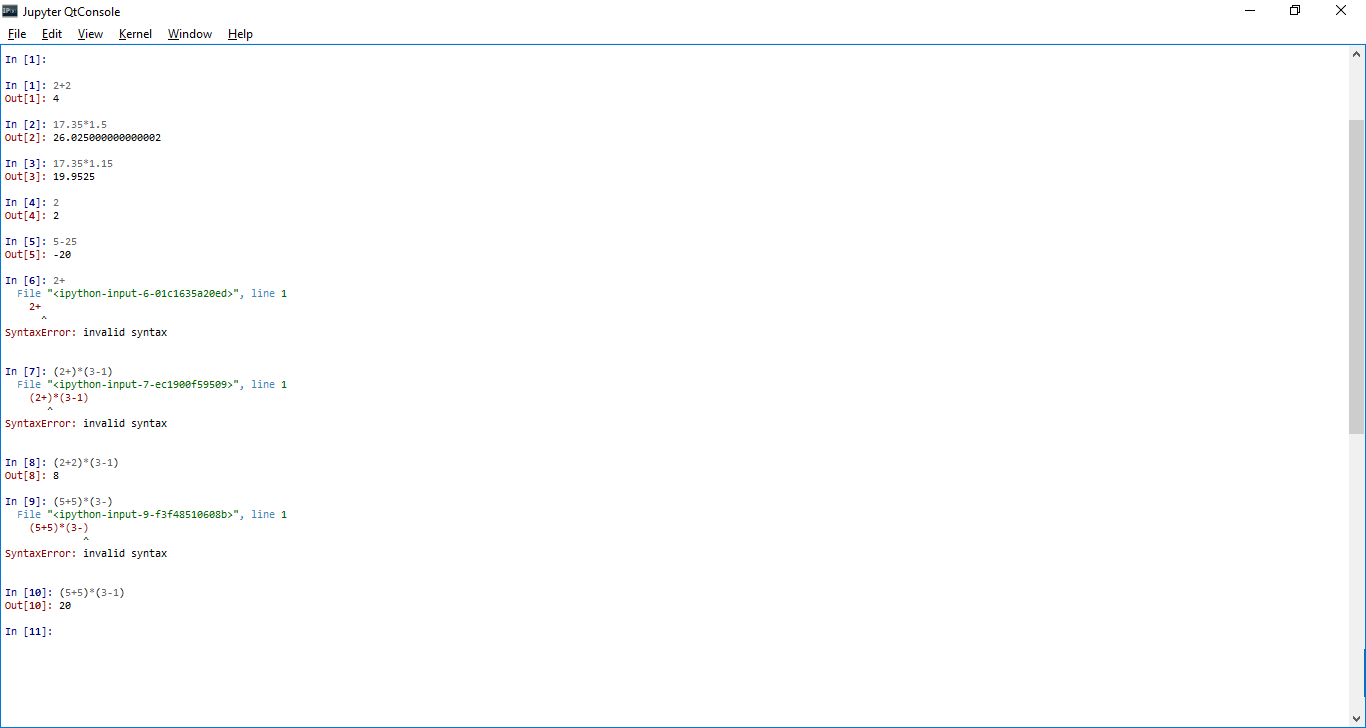 Jupyter QtConsole
File Edit View Kernel Window Help
In [1]:
In [1]: 2+2
Out[1]: 4
In [2]: 17.35*1.5
Out[2]: 26.025000000000002
In [3]: 17.35*1.15
Out[3]: 19.9525
In [4]: 2
Out[4]: 2
In [5]: 5-25
Out[5]: -20
In [6]: 2+
  File "<ipython-input-6-01c1635a20ed>", line 1
    2+
      ^
SyntaxError: invalid syntax
In [7]: (2+)*(3-1)
  File "<ipython-input-7-ec1900f59509>", line 1
    (2+)*(3-1)
       ^
SyntaxError: invalid syntax
In [8]: (2+2)*(3-1)
Out[8]: 8
In [9]: (5+5)*(3-)
  File "<ipython-input-9-f3f48510608b>", line 1
    (5+5)*(3-)
             ^
SyntaxError: invalid syntax
In [10]: (5+5)*(3-1)
Out[10]: 20
In [11]: